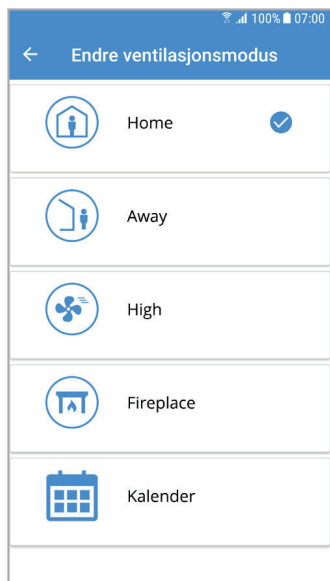 100% 07:00
Endre ventilasjonsmodus
Home
Away
High
Fireplace
Kalender